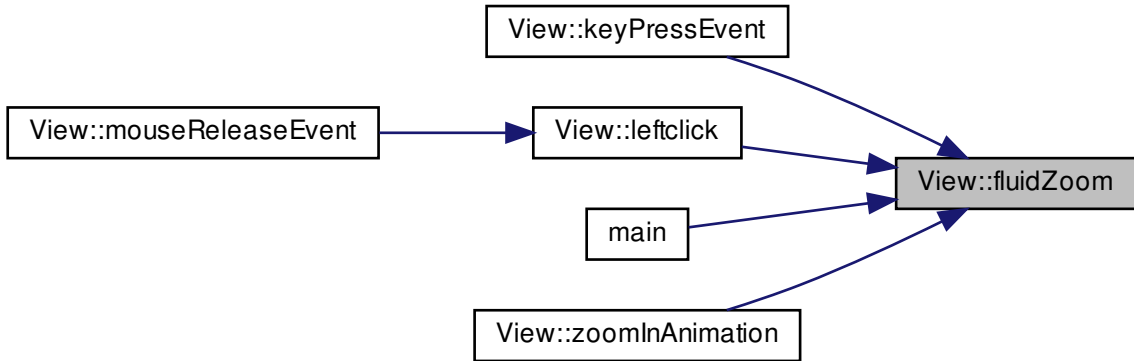 View::keyPressEvent
View::mouseReleaseEvent
View::leftclick
View::fluidZoom
main
View::zoomInAnimation